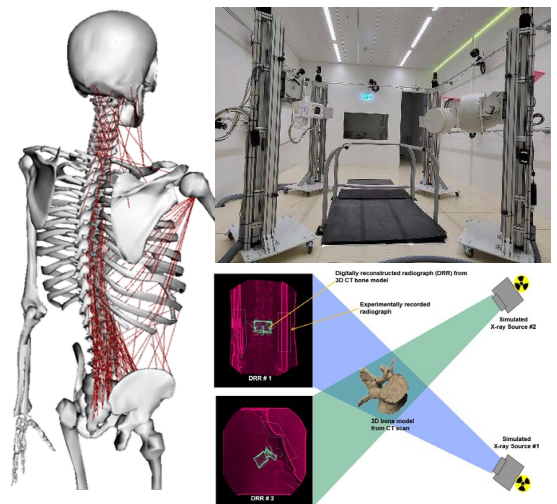 Digitally reconstructed radiograph (DRR) from
3D CT bone model
Experimentally recorded
radiograph
DRR # 1
Simulated
X-ray Source #2
3D bone model
from CT scan
DRR # 2
Simulated
X-ray Source #1